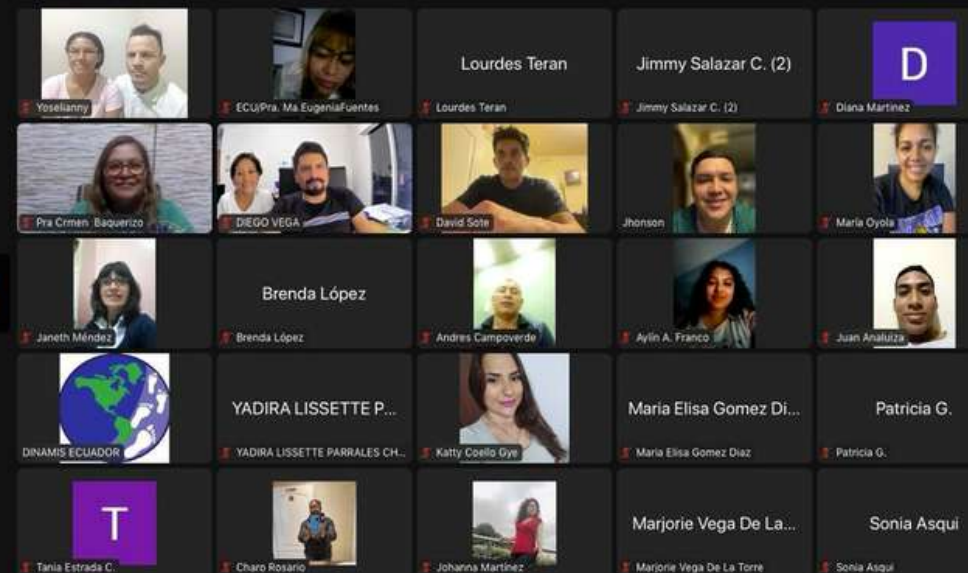 Yoselianny
ECU/Pra. Ma.EugeniaFuentes
Lourdes Teran
Lourdes Teran
Jimmy Salazar C. (2)
Jimmy Salazar C. (2)
D
Diana Martinez
Pra Crmen Baquerizo
DIEGO VEGA
David Sote
Jhonson
María Oyola
Janeth Méndez
Brenda López
Brenda López
Andres Campoverde
Aylin A. Franco
Juan Analuiza
DINAMIS ECUADOR
YADIRA LISSETTE P...
YADIRA LISSETTE PARRALES CH...
Katty Coello Gye
Maria Elisa Gomez Di...
Maria Elisa Gomez Diaz
Patricia G.
Patricia G.
T
Tania Estrada C.
Charo Rosario
Johanna Martínez
Marjorie Vega De La...
Marjorie Vega De La Torre
Sonia Asqui
Sonia Asqui